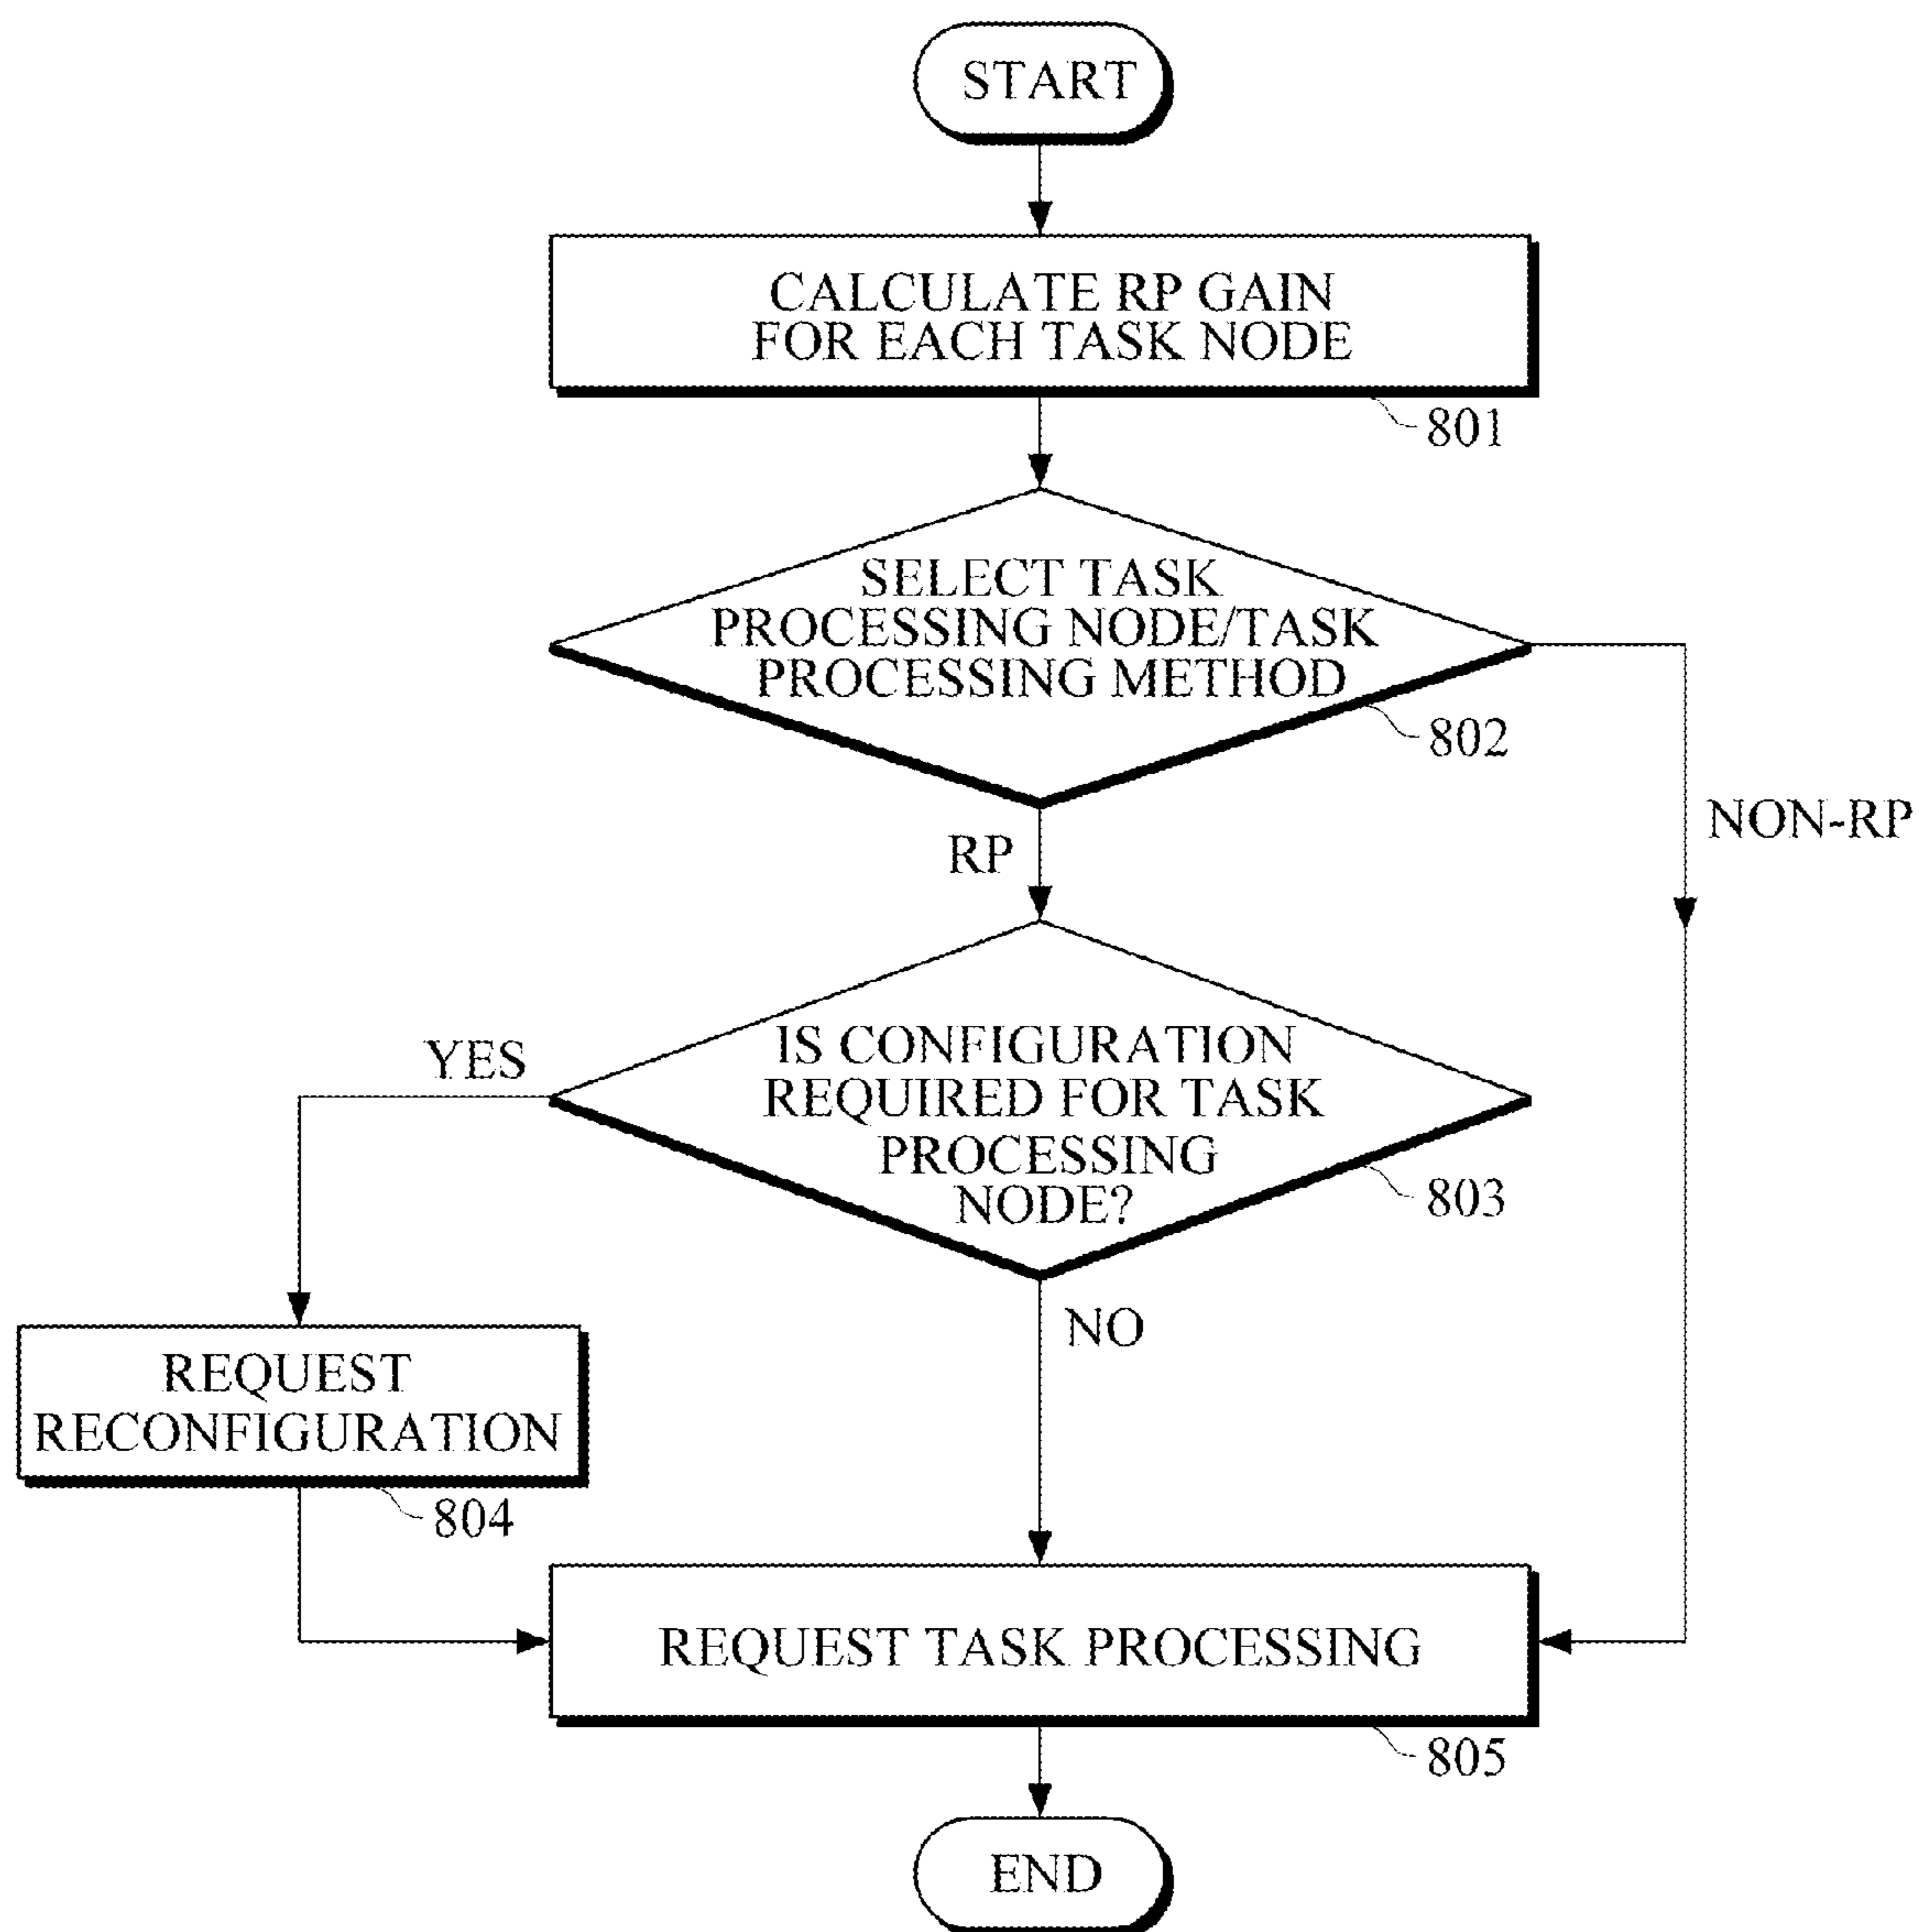 START
CALCULATE RP GAIN
FOR EACH TASK NODE
801
SELECT TASK
PROCESSING NODE/TASK
PROCESSING METHOD
802
NON-RP
RP
IS CONFIGURATION
REQUIRED FOR TASK
PROCESSING
NODE?
803
YES
NO
REQUEST
RECONFIGURATION
804
REQUEST TASK PROCESSING
805
END